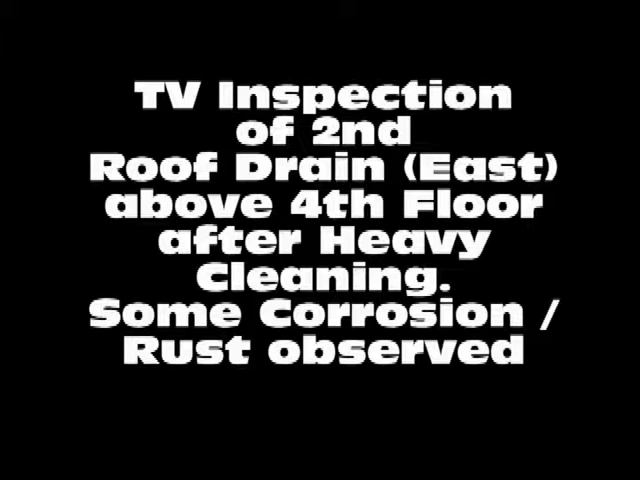 TV Inspection
of 2nd
Roof Drain (East)
above 4th Floor
after Heavy
Cleaning.
Some Corrosion /
Rust observed